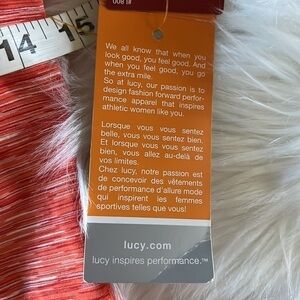 We all know that when you
look good, you feel good. And
when you feel good, you go
the extra mile.
So at lucy, our passion is to
design fashion forward perfor-
mance apparel that inspires
athletic women like you.
Lorsque vous vous sentez
belle, vous vous sentez bien.
Et lorsque vous vous sentez
bien, vous allez au-delà de
vos limites.
Chez lucy, notre passion est
de concevoir des vêtements
de performance d'allure mode
qui inspirent les femmes
sportives telles que vous!
lucy.com
lucy inspires performance.™
14
15